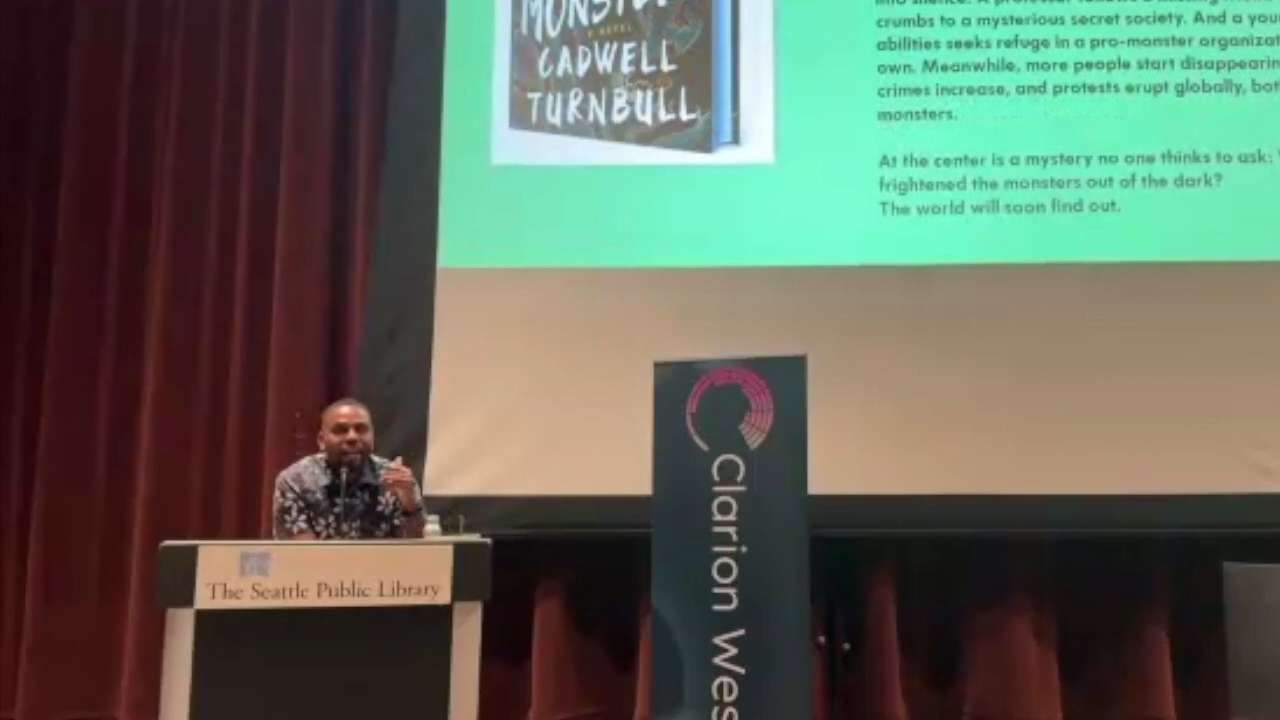 MONST
A NOVEL
CADWELL
TURNBULL
crumbs to a mysterious secret society. And a you
abilities seeks refuge in a pro-monster organizat
own. Meanwhile, more people start disappearin
crimes increase, and protests erupt globally, bot
monsters.
At the center is a mystery no one thinks to ask:
frightened the monsters out of the dark?
The world will soon find out.
The Seattle Public Library
Clarion Wes